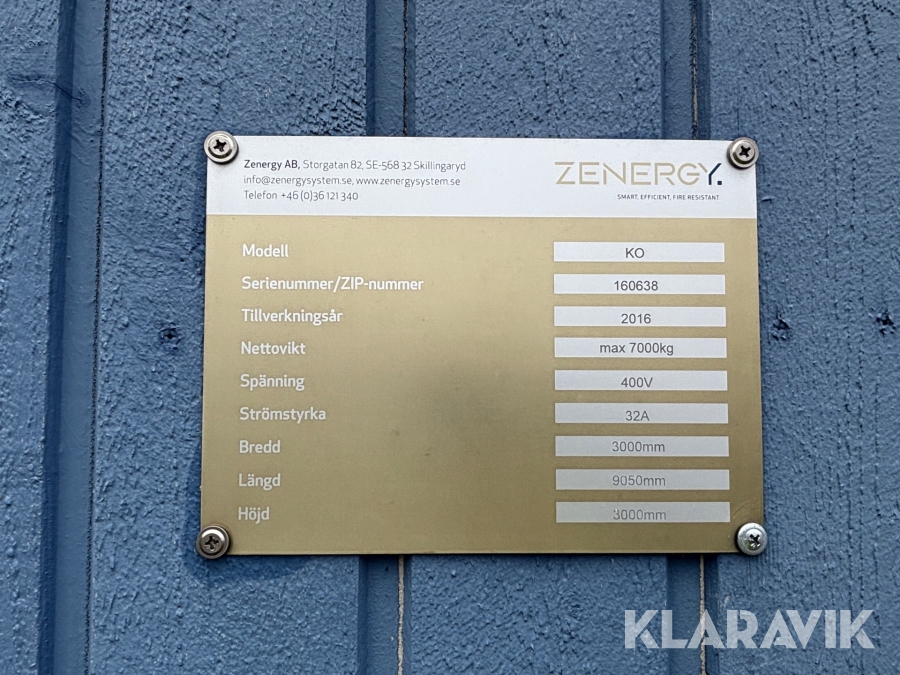 Zenergy AB, Storgatan 82, SE-568 32 Skillingaryd
info@zenergysystem.se, www.zenergysystem.se
Telefon +46 (0)36 121 340
ZENERGY.
SMART, EFFICIENT, FIRE RESISTANT.
Modell KO
Serienummer/ZIP-nummer 160638
Tillverkningsår 2016
Nettovikt max 7000kg
Spänning 400V
Strömstyrka 32A
Bredd 3000mm
Längd 9050mm
Höjd 3000mm
KLARAVIK